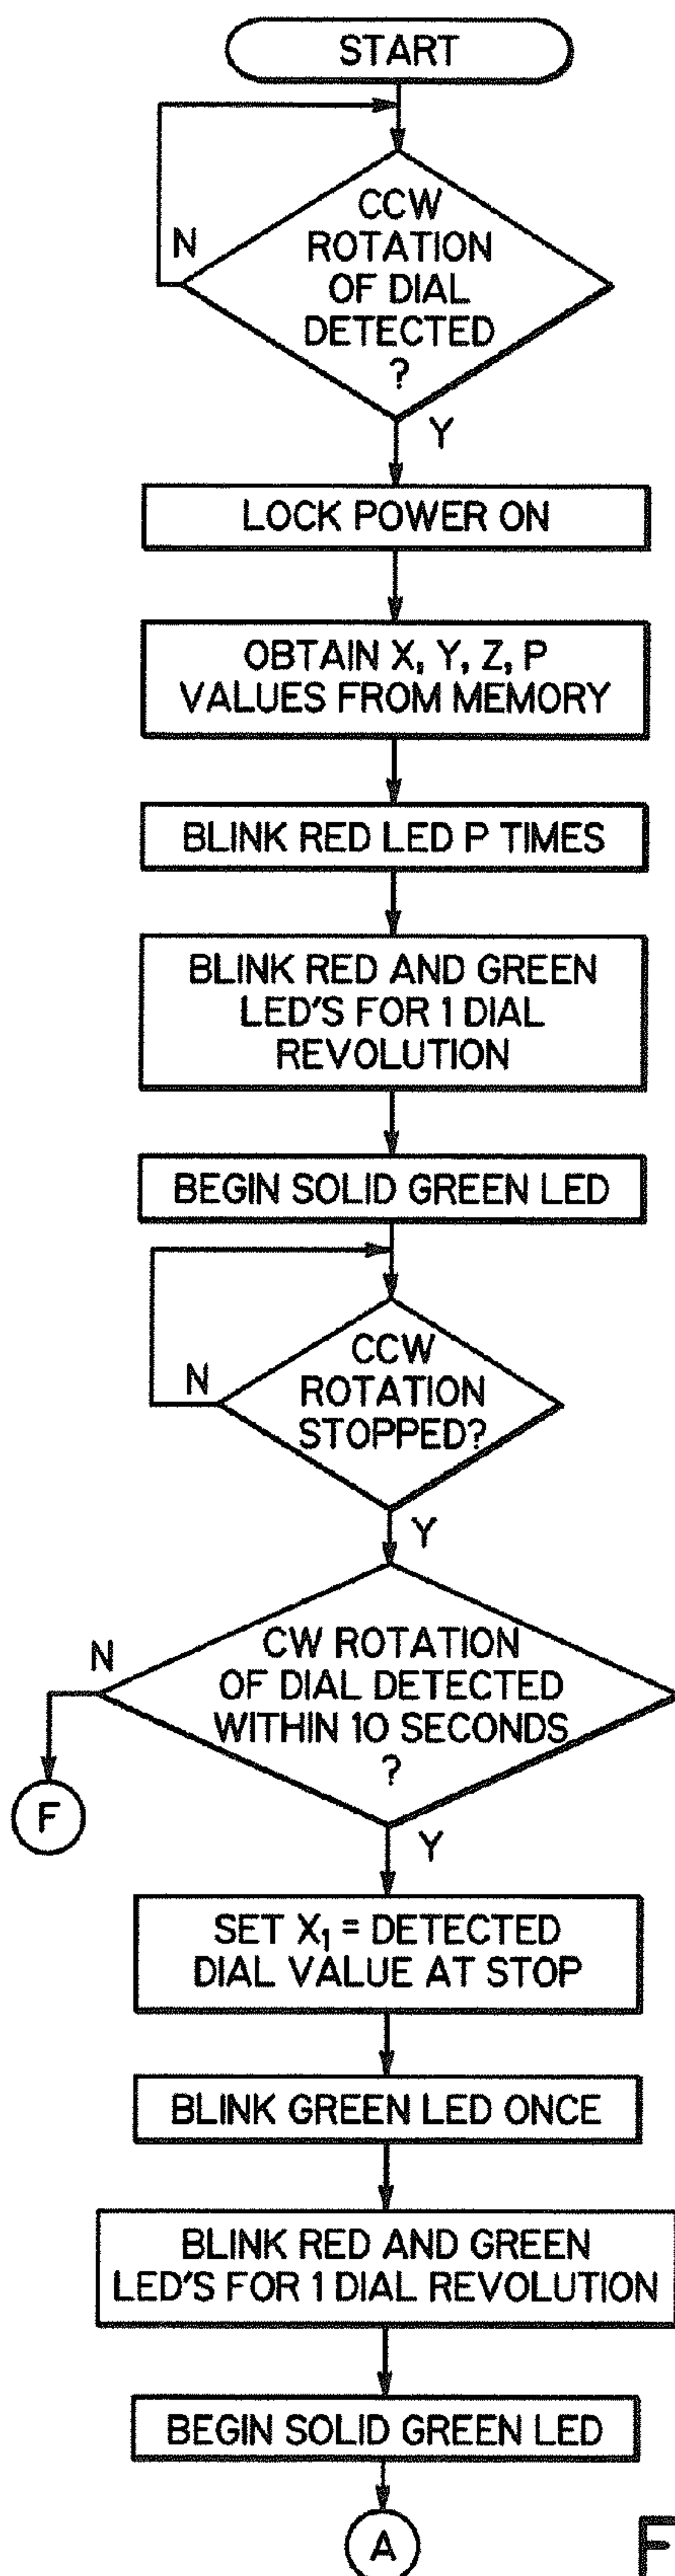 START
CCW
ROTATION
OF DIAL
DETECTED
?
N
Y
LOCK POWER ON
OBTAIN X, Y, Z, P
VALUES FROM MEMORY
BLINK RED LED P TIMES
BLINK RED AND GREEN
LED'S FOR 1 DIAL
REVOLUTION
BEGIN SOLID GREEN LED
CCW
ROTATION
STOPPED?
N
Y
CW ROTATION
OF DIAL DETECTED
WITHIN 10 SECONDS
?
N
F
Y
SET X₁ = DETECTED
DIAL VALUE AT STOP
BLINK GREEN LED ONCE
BLINK RED AND GREEN
LED'S FOR 1 DIAL REVOLUTION
BEGIN SOLID GREEN LED
A